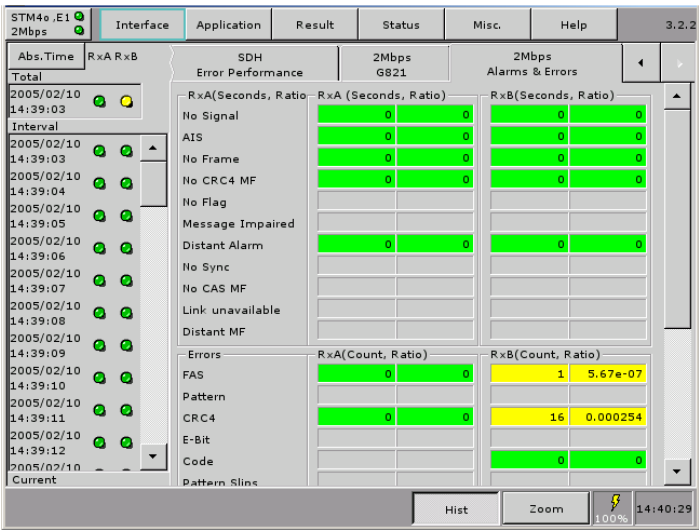 STM4o ,E1
2Mbps
Interface Application Result Status Misc. Help 3.2.2
Abs.Time RxA RxB
SDH
Error Performance
2Mbps
G821
2Mbps
Alarms & Errors
Total
2005/02/10
14:39:03
Interval
2005/02/10
14:39:03
2005/02/10
14:39:04
2005/02/10
14:39:05
2005/02/10
14:39:06
2005/02/10
14:39:07
2005/02/10
14:39:08
2005/02/10
14:39:09
2005/02/10
14:39:10
2005/02/10
14:39:11
2005/02/10
14:39:12
2005/02/10
Current
RxA(Seconds, Ratio RxA (Seconds, Ratio) RxB(Seconds, Ratio)
No Signal 0 0 0 0
AIS 0 0 0 0
No Frame 0 0 0 0
No CRC4 MF 0 0 0 0
No Flag
Message Impaired
Distant Alarm 0 0 0 0
No Sync
No CAS MF
Link unavailable
Distant MF
Errors RxA(Count, Ratio) RxB(Count, Ratio)
FAS 0 0 1 5.67e-07
Pattern
CRC4 0 0 16 0.000254
E-Bit
Code 0 0
Pattern Slips
Hist Zoom 100% 14:40:29